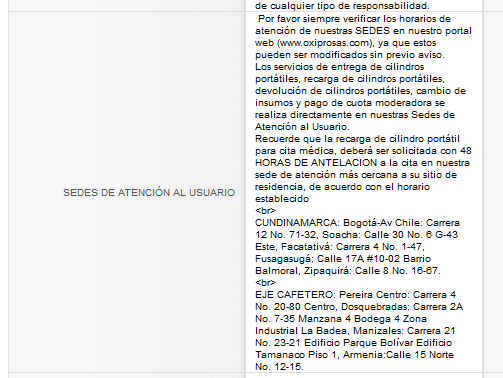 de cualquier tipo de responsabilidad.
Por favor siempre verificar los horarios de
atención de nuestras SEDES en nuestro portal
web (www.oxiprosas.com), ya que estos
pueden ser modificados sin previo aviso.
Los servicios de entrega de cilindros
portátiles, recarga de cilindros portátiles,
devolución de cilindros portátiles, cambio de
insumos y pago de cuota moderadora se
realiza directamente en nuestras Sedes de
Atención al Usuario.
Recuerde que la recarga de cilindro portátil
para cita médica, deberá ser solicitada con 48
HORAS DE ANTELACION a la cita en nuestra
sede de atención más cercana a su sitio de
residencia, de acuerdo con el horario
establecido
SEDES DE ATENCIÓN AL USUARIO
<br>
CUNDINAMARCA: Bogotá-Av Chile: Carrera
12 No. 71-32, Soacha: Calle 30 No. 6 G-43
Este, Facatativá: Carrera 4 No. 1-47,
Fusagasugá: Calle 17A #10-02 Barrio
Balmoral, Zipaquirá: Calle 8 No. 16-67.
<br>
EJE CAFETERO: Pereira Centro: Carrera 4
No. 20-80 Centro, Dosquebradas: Carrera 2A
No. 7-35 Manzana 4 Bodega 4 Zona
Industrial La Badea, Manizales: Carrera 21
No. 23-21 Edificio Parque Bolívar Edificio
Tamanaco Piso 1, Armenia:Calle 15 Norte
No. 12-15.